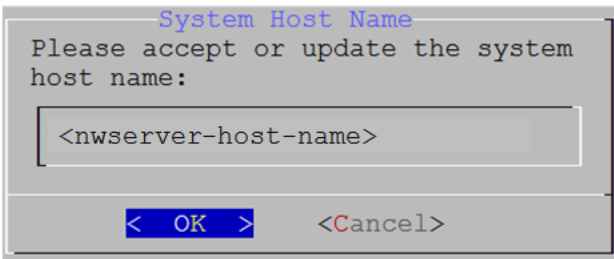 System Host Name
Please accept or update the system
host name:
<nwserver-host-name>
< OK > <Cancel>